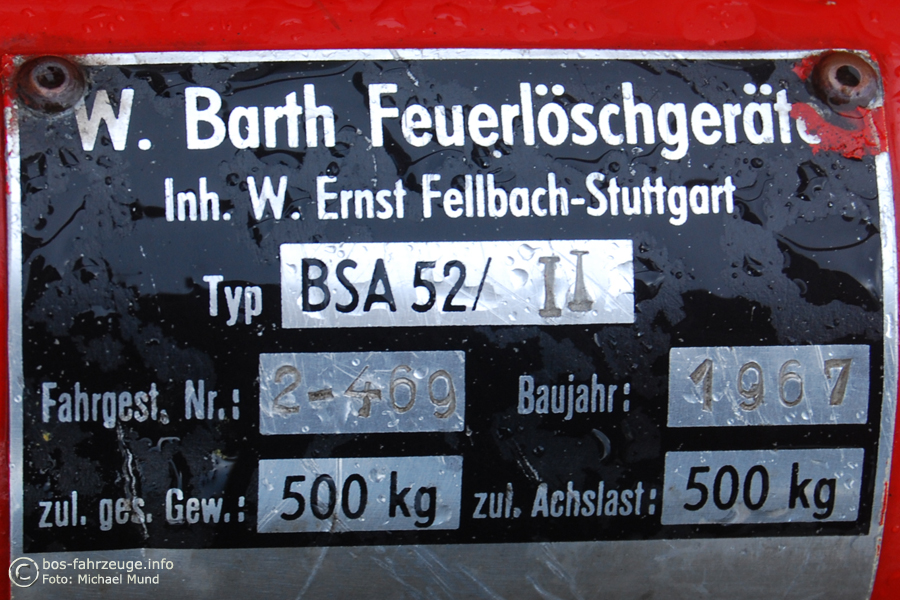 W. Barth Feuerlöschgeräte
Inh. W. Ernst Fellbach-Stuttgart
Typ BSA 52/ II
Fahrgest. Nr.: 2-469 Baujahr: 1967
zul. ges. Gew.: 500 kg zul. Achslast: 500 kg
© bos-fahrzeuge.info
Foto: Michael Mund